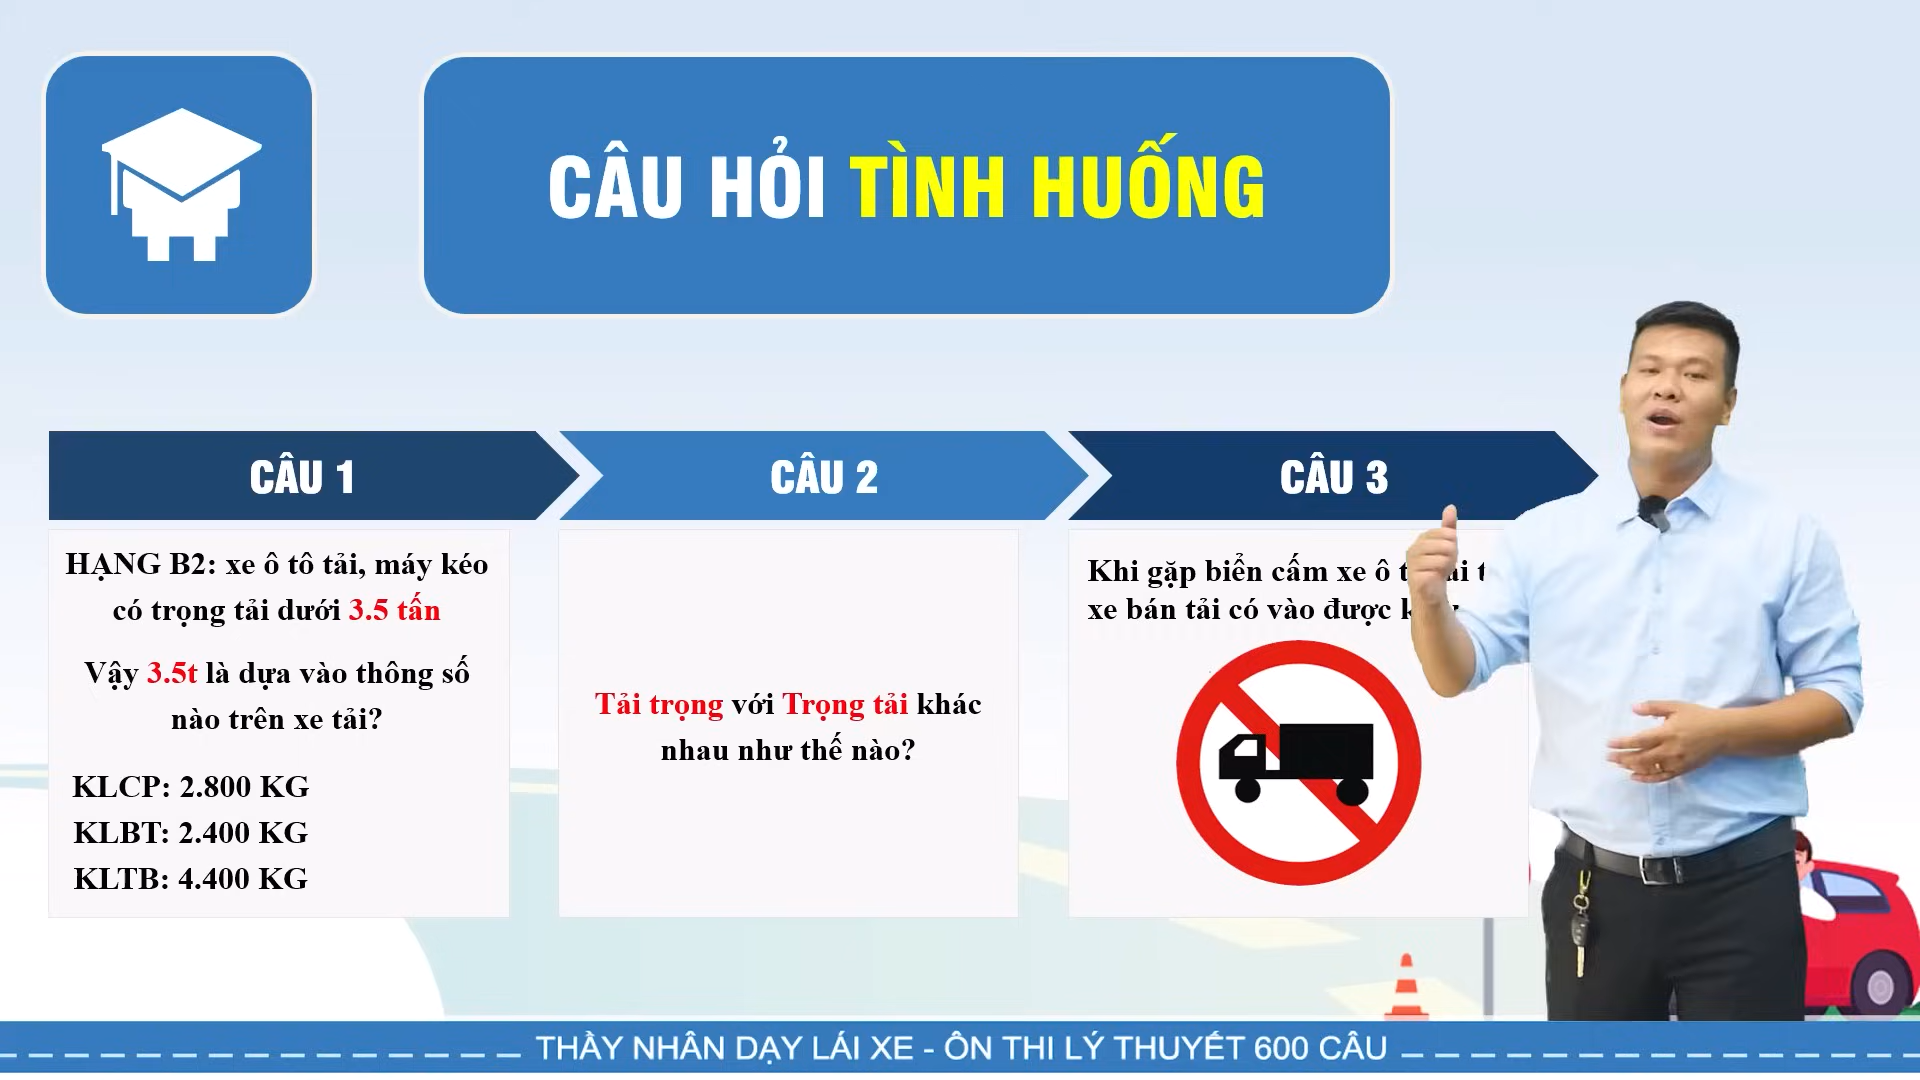 CÂU HỎI TÌNH HUỐNG
CÂU 1
HẠNG B2: xe ô tô tải, máy kéo
có trọng tải dưới 3.5 tấn
Vậy 3.5t là dựa vào thông số
nào trên xe tải?
KLCP: 2.800 KG
KLBT: 2.400 KG
KLTB: 4.400 KG
CÂU 2
Tải trọng với Trọng tải khác
nhau như thế nào?
CÂU 3
Khi gặp biển cấm xe ô
xe bán tải có vào được
THẦY NHÂN DẠY LÁI XE - ÔN THI LÝ THUYẾT 600 CÂU